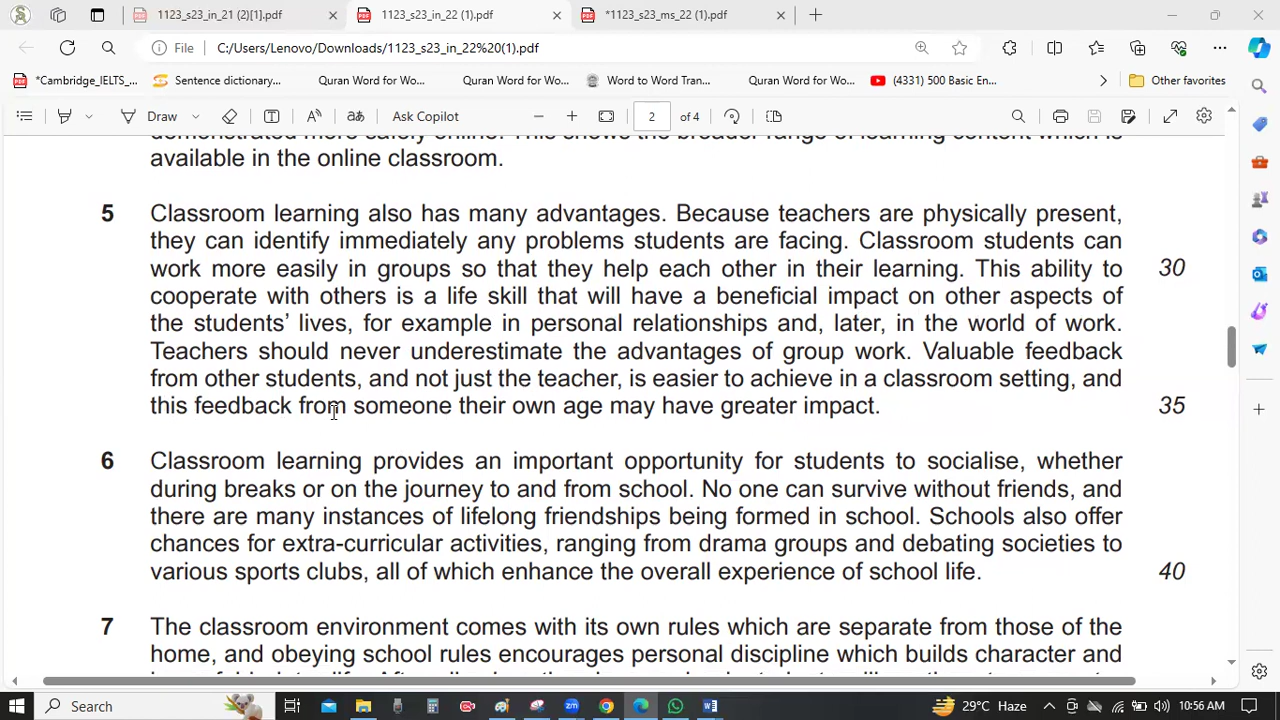 1123_s23_in_21 (2)[1].pdf
1123_s23_in_22 (1).pdf
*1123_s23_ms_22 (1).pdf
File
C:/Users/Lenovo/Downloads/1123_s23_in_22%20(1).pdf
*Cambridge_IELTS_...
Sentence dictionary...
Quran Word for Wo...
Quran Word for Wo...
Word to Word Tran...
Quran Word for Wo...
(4331) 500 Basic En...
Other favorites
Draw
Ask Copilot
2 of 4
demonstrated more safely online. This shows the broader range of learning content which is
available in the online classroom.
5 Classroom learning also has many advantages. Because teachers are physically present,
they can identify immediately any problems students are facing. Classroom students can
work more easily in groups so that they help each other in their learning. This ability to 30
cooperate with others is a life skill that will have a beneficial impact on other aspects of
the students’ lives, for example in personal relationships and, later, in the world of work.
Teachers should never underestimate the advantages of group work. Valuable feedback
from other students, and not just the teacher, is easier to achieve in a classroom setting, and
this feedback from someone their own age may have greater impact. 35
6 Classroom learning provides an important opportunity for students to socialise, whether
during breaks or on the journey to and from school. No one can survive without friends, and
there are many instances of lifelong friendships being formed in school. Schools also offer
chances for extra-curricular activities, ranging from drama groups and debating societies to
various sports clubs, all of which enhance the overall experience of school life. 40
7 The classroom environment comes with its own rules which are separate from those of the
home, and obeying school rules encourages personal discipline which builds character and
Search
29°C Haze
10:56 AM